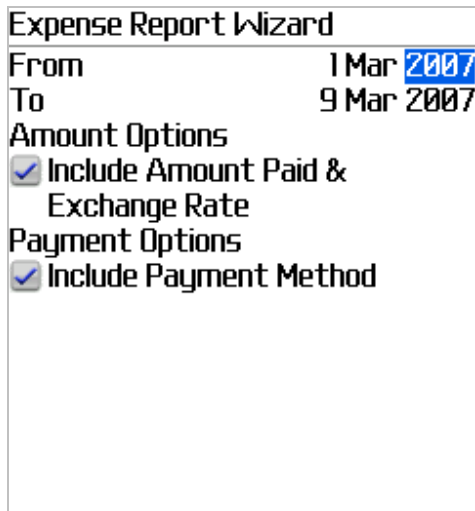 Expense Report Wizard
From 1 Mar 2007
To 9 Mar 2007
Amount Options
Include Amount Paid &
Exchange Rate
Payment Options
Include Payment Method